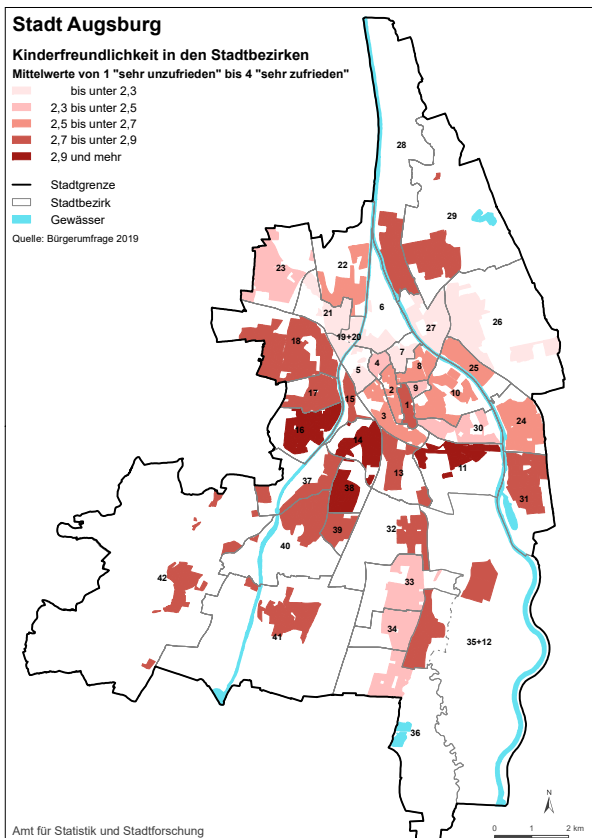 Stadt Augsburg
Kinderfreundlichkeit in den Stadtbezirken
Mittelwerte von 1 "sehr unzufrieden" bis 4 "sehr zufrieden"
bis unter 2,3
2,3 bis unter 2,5
2,5 bis unter 2,7
2,7 bis unter 2,9
2,9 und mehr
Stadtgrenze
Stadtbezirk
Gewässer
Quelle: Bürgerumfrage 2019
28
29
23
22
21
6
26
27
19+20
18
7
4
5
8
25
17
2
9
10
15
1
3
24
16
30
14
11
13
31
37
38
32
39
40
42
33
34
41
35+12
36
N
Amt für Statistik und Stadtforschung
0 1 2 km